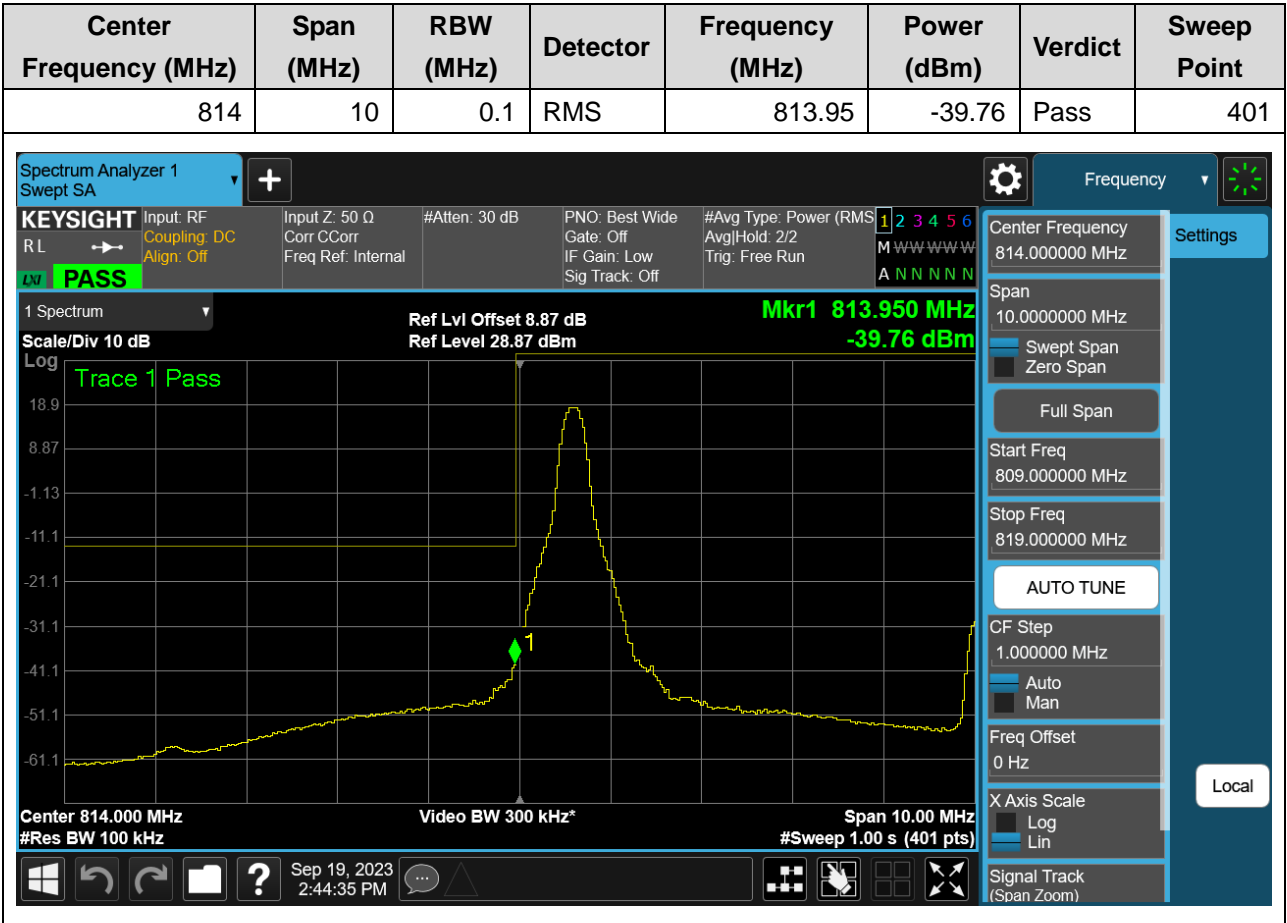 Center Frequency (MHz) Span (MHz) RBW (MHz) Detector Frequency (MHz) Power (dBm) Verdict Sweep Point
814 10 0.1 RMS 813.95 -39.76 Pass 401
Spectrum Analyzer 1
Swept SA
Frequency
KEYSIGHT
R L
LXI
PASS
Input: RF
Coupling: DC
Align: Off
Input Z: 50 Ω
Corr CCorr
Freq Ref: Internal
#Atten: 30 dB
PNO: Best Wide
Gate: Off
IF Gain: Low
Sig Track: Off
#Avg Type: Power (RMS
Avg|Hold: 2/2
Trig: Free Run
1 2 3 4 5 6
M W W W W W
A N N N N N
1 Spectrum
Scale/Div 10 dB
Ref Lvl Offset 8.87 dB
Ref Level 28.87 dBm
Mkr1 813.950 MHz
-39.76 dBm
Log
Trace 1 Pass
18.9
8.87
-1.13
-11.1
-21.1
-31.1
1
-41.1
-51.1
-61.1
Center 814.000 MHz
#Res BW 100 kHz
Video BW 300 kHz*
Span 10.00 MHz
#Sweep 1.00 s (401 pts)
Center Frequency
814.000000 MHz
Settings
Span
10.0000000 MHz
Swept Span
Zero Span
Full Span
Start Freq
809.000000 MHz
Stop Freq
819.000000 MHz
AUTO TUNE
CF Step
1.000000 MHz
Auto
Man
Freq Offset
0 Hz
X Axis Scale
Log
Lin
Local
Signal Track
(Span Zoom)
?
Sep 19, 2023
2:44:35 PM